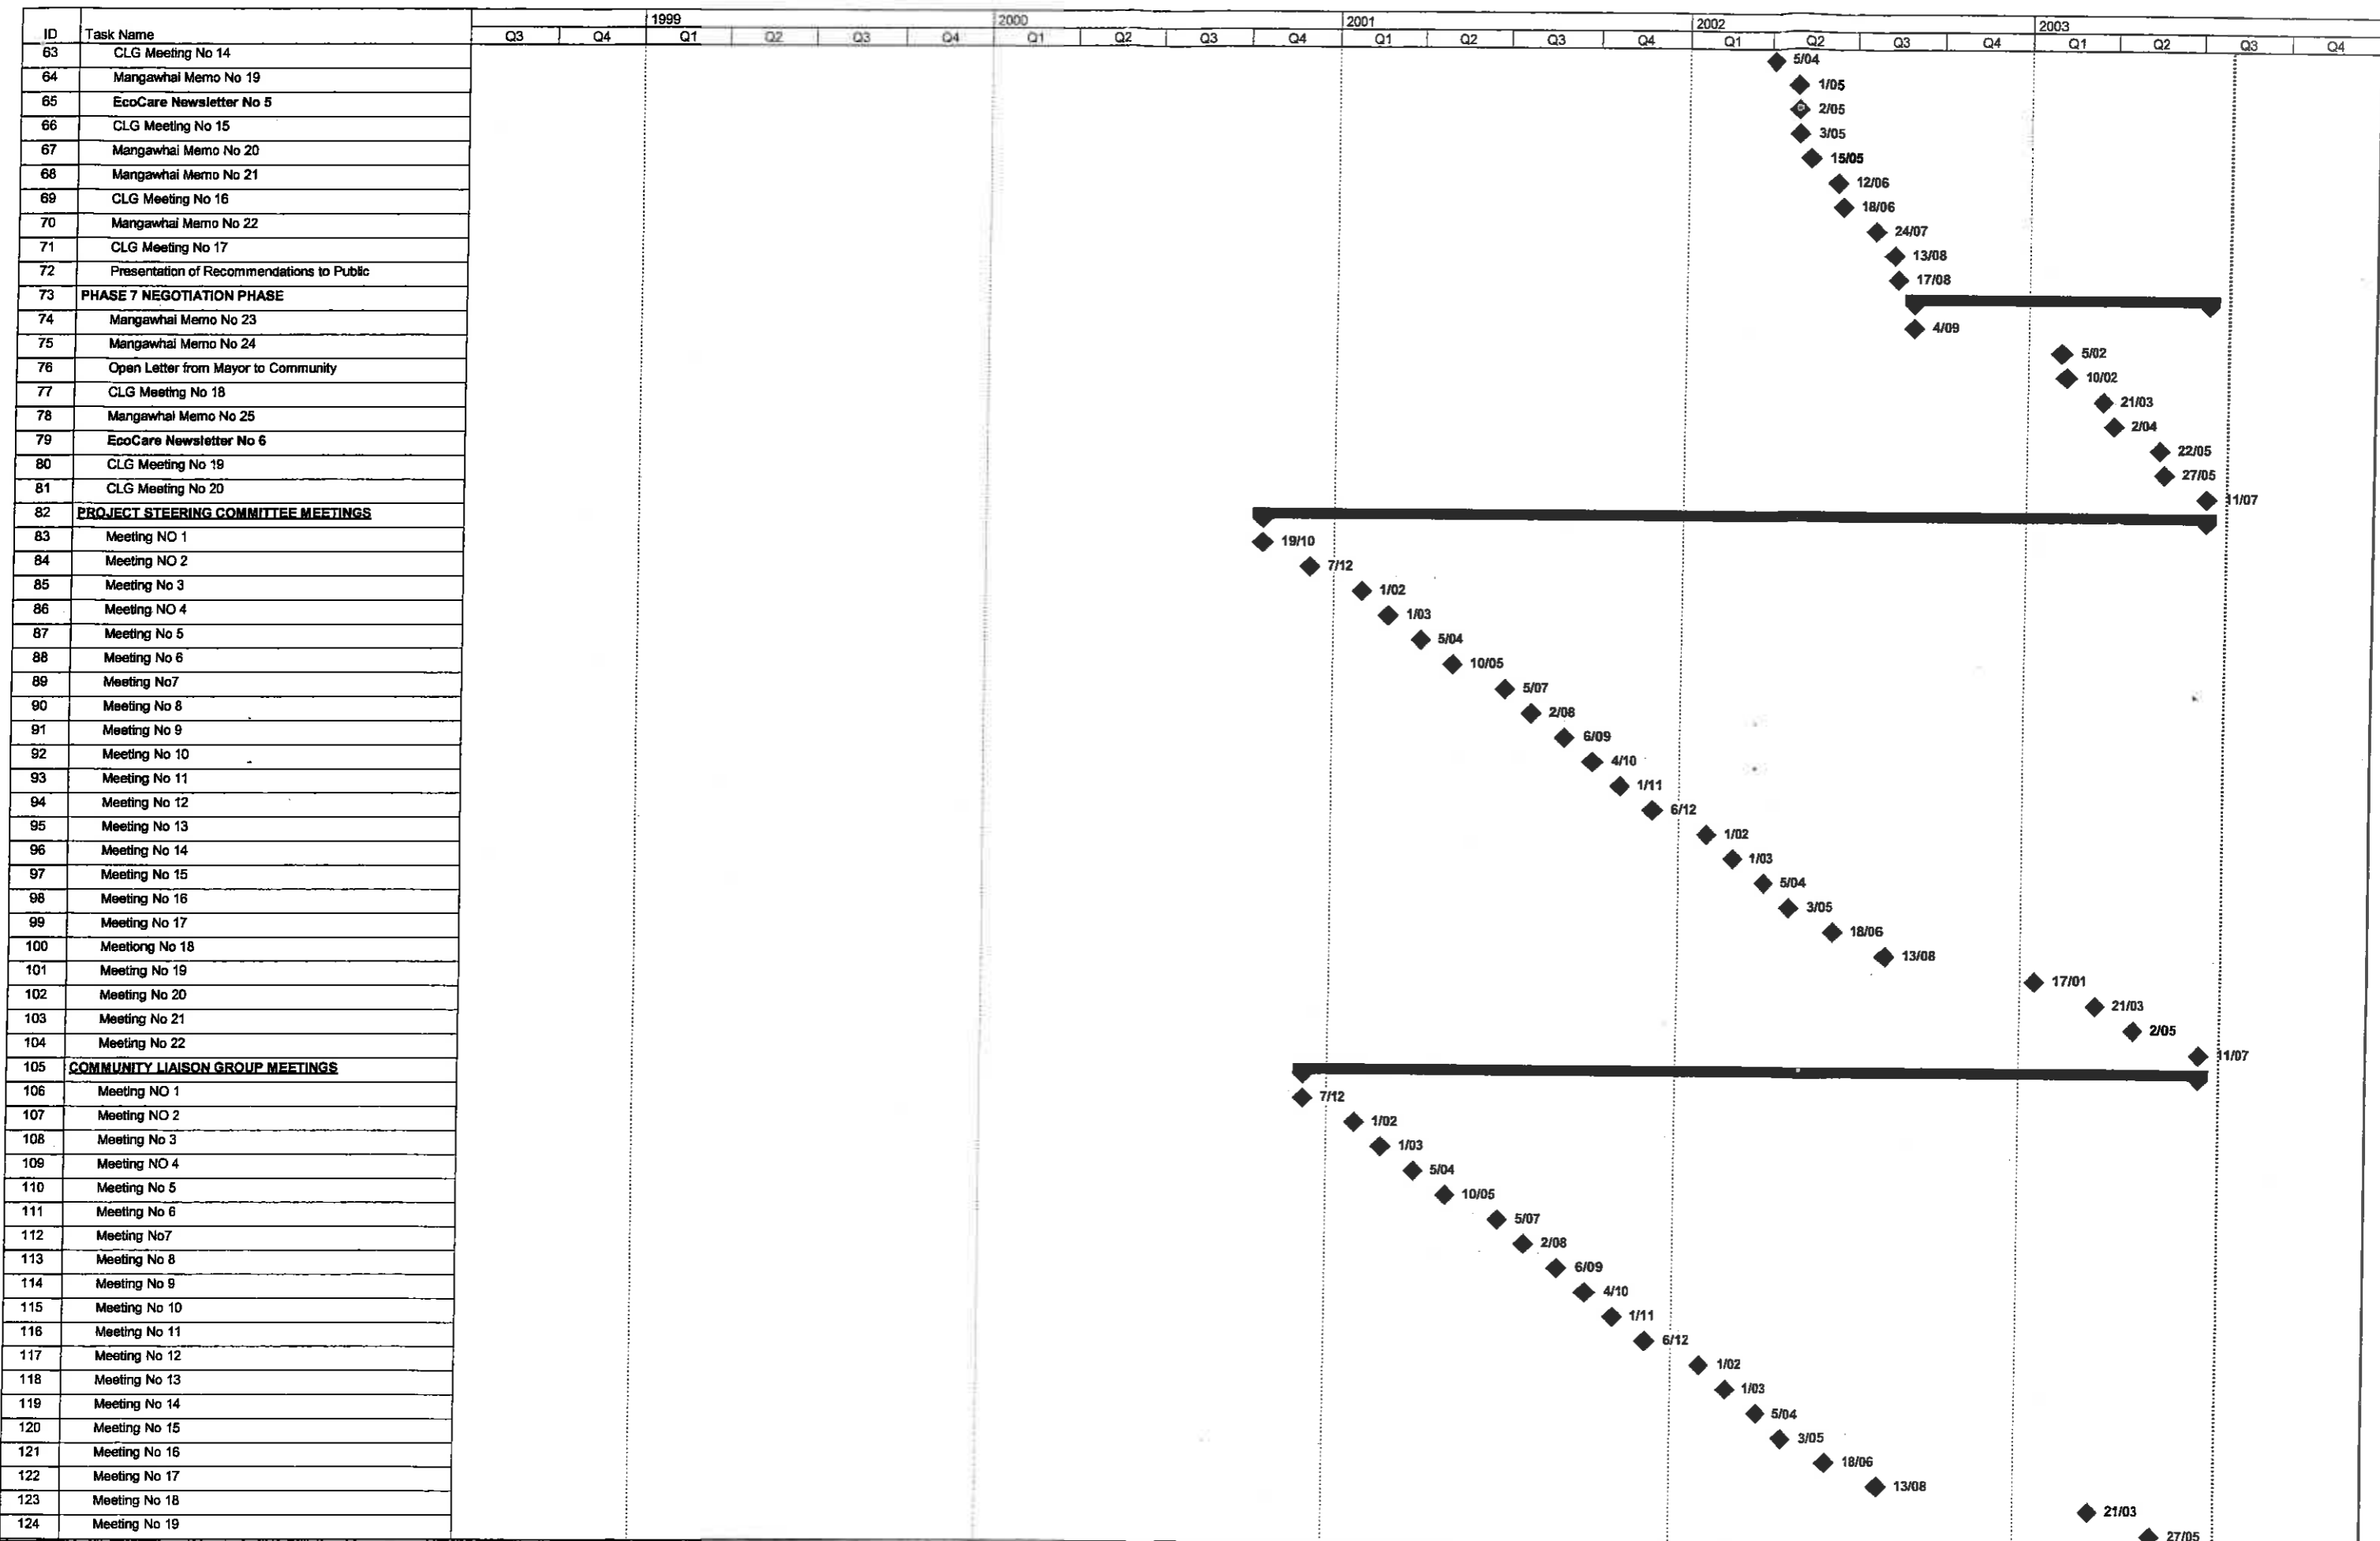 1999 2000 2001 2002 2003
ID Task Name Q3 Q4 Q1 Q2 Q3 Q4 Q1 Q2 Q3 Q4 Q1 Q2 Q3 Q4 Q1 Q2 Q3 Q4 Q1 Q2 Q3 Q4
63 CLG Meeting No 14 5/04
64 Mangawhai Memo No 19 1/05
65 EcoCare Newsletter No 5 2/05
66 CLG Meeting No 15 3/05
67 Mangawhai Memo No 20 15/05
68 Mangawhai Memo No 21 12/06
69 CLG Meeting No 16 18/06
70 Mangawhai Memo No 22 24/07
71 CLG Meeting No 17 13/08
72 Presentation of Recommendations to Public 17/08
73 PHASE 7 NEGOTIATION PHASE
74 Mangawhai Memo No 23 4/09
75 Mangawhai Memo No 24 5/02
76 Open Letter from Mayor to Community 10/02
77 CLG Meeting No 18 21/03
78 Mangawhai Memo No 25 2/04
79 EcoCare Newsletter No 6 22/05
80 CLG Meeting No 19 27/05
81 CLG Meeting No 20 11/07
82 PROJECT STEERING COMMITTEE MEETINGS
83 Meeting NO 1 19/10
84 Meeting NO 2 7/12
85 Meeting No 3 1/02
86 Meeting NO 4 1/03
87 Meeting No 5 5/04
88 Meeting No 6 10/05
89 Meeting No7 5/07
90 Meeting No 8 2/08
91 Meeting No 9 6/09
92 Meeting No 10 4/10
93 Meeting No 11 1/11
94 Meeting No 12 6/12
95 Meeting No 13 1/02
96 Meeting No 14 1/03
97 Meeting No 15 5/04
98 Meeting No 16 3/05
99 Meeting No 17 18/06
100 Meetiong No 18 13/08
101 Meeting No 19 17/01
102 Meeting No 20 21/03
103 Meeting No 21 2/05
104 Meeting No 22 11/07
105 COMMUNITY LIAISON GROUP MEETINGS
106 Meeting NO 1 7/12
107 Meeting NO 2 1/02
108 Meeting No 3 1/03
109 Meeting NO 4 5/04
110 Meeting No 5 10/05
111 Meeting No 6 5/07
112 Meeting No7 2/08
113 Meeting No 8 6/09
114 Meeting No 9 4/10
115 Meeting No 10 1/11
116 Meeting No 11 6/12
117 Meeting No 12 1/02
118 Meeting No 13 1/03
119 Meeting No 14 5/04
120 Meeting No 15 3/05
121 Meeting No 16 18/06
122 Meeting No 17 13/08
123 Meeting No 18 21/03
124 Meeting No 19 27/05